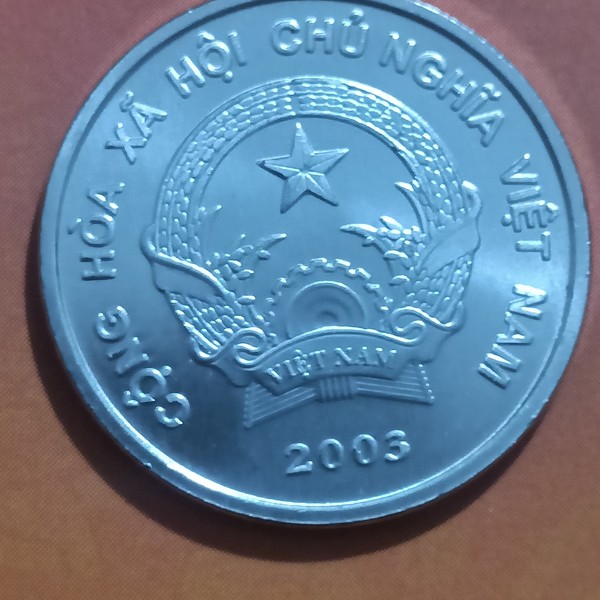 CỘNG HÒA XÃ HỘI CHỦ NGHĨA VIỆT NAM
VIỆT NAM
2003